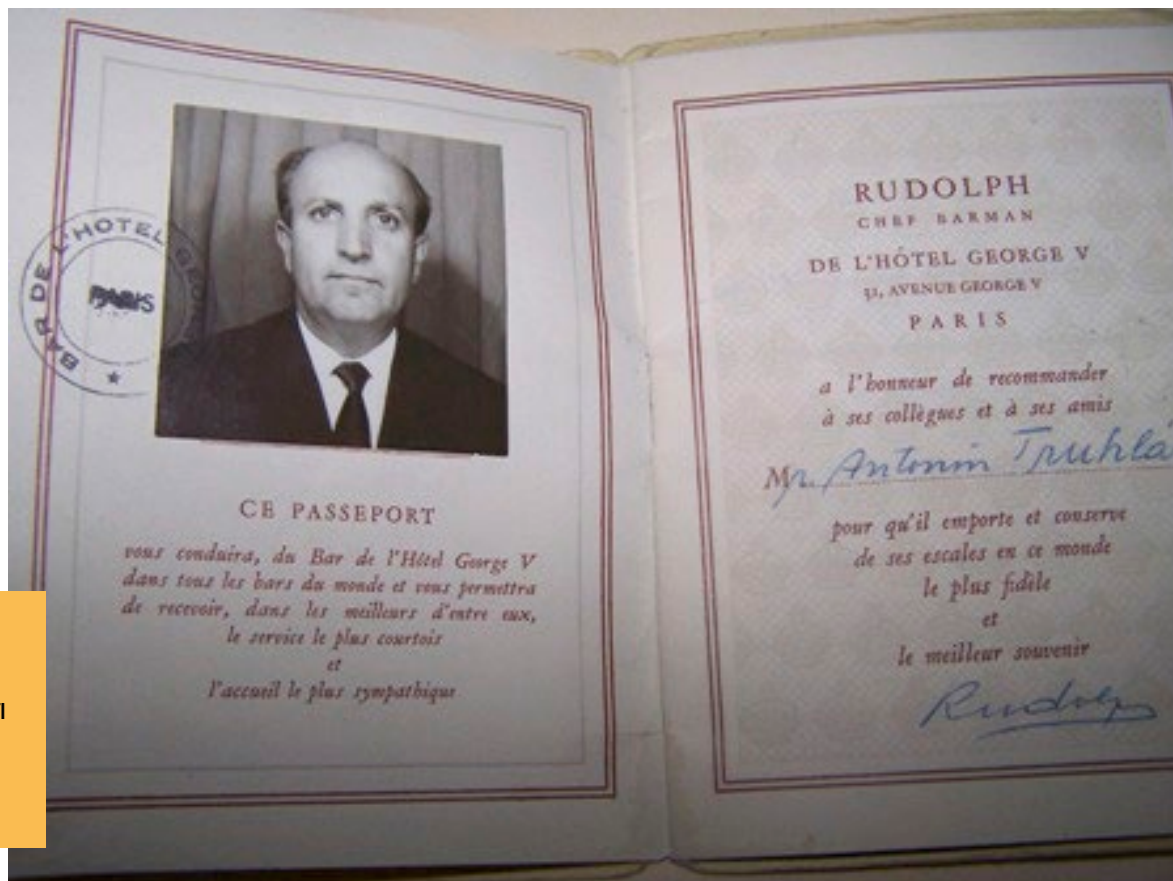 BAR DE L'HOTEL GEO
PARIS
CE PASSEPORT
vous conduira, du Bar de l'Hôtel George V
dans tous les bars du monde et vous permettra
de recevoir, dans les meilleurs d'entre eux,
le service le plus courtois
et
l'accueil le plus sympathique
RUDOLPH
CHEF BARMAN
DE L'HÔTEL GEORGE V
31, AVENUE GEORGE V
PARIS
a l'honneur de recommander
à ses collègues et à ses amis
Mr. Antonin Truhlá
pour qu'il emporte et conserve
de ses escales en ce monde
le plus fidèle
et
le meilleur souvenir
Rudolph